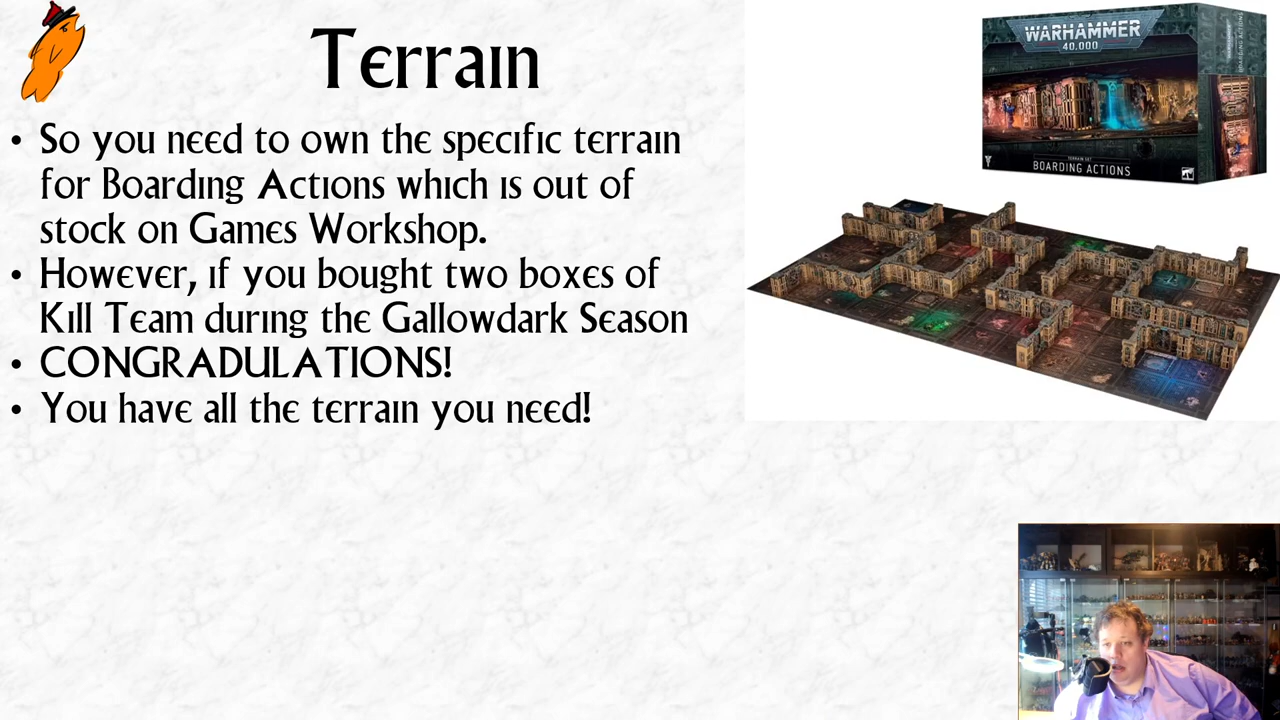 Terrain
So you need to own the specific terrain
for Boarding Actions which is out of
stock on Games Workshop.
However, if you bought two boxes of
Kill Team during the Gallowdark Season
CONGRADULATIONS!
You have all the terrain you need!
WARHAMMER
40,000
TERRAIN SET
BOARDING ACTIONS